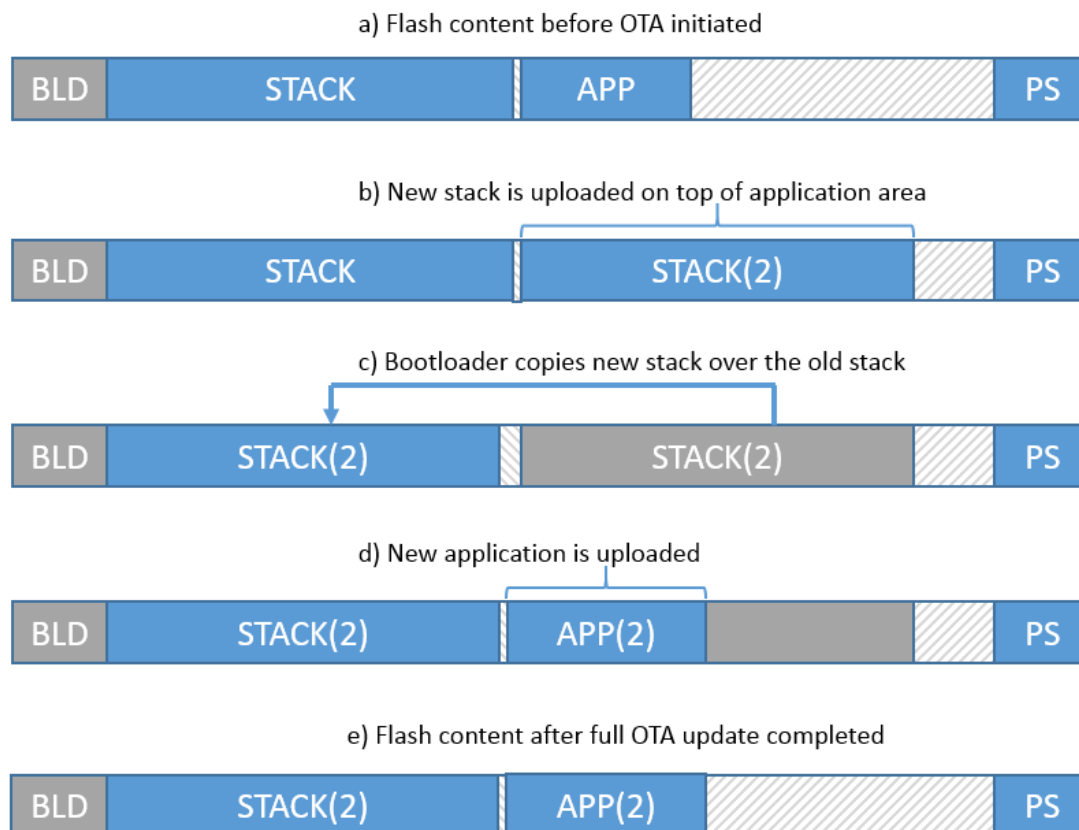 a) Flash content before OTA initiated
BLD STACK APP PS
b) New stack is uploaded on top of application area
BLD STACK STACK(2) PS
c) Bootloader copies new stack over the old stack
BLD STACK(2) STACK(2) PS
d) New application is uploaded
BLD STACK(2) APP(2) PS
e) Flash content after full OTA update completed
BLD STACK(2) APP(2) PS